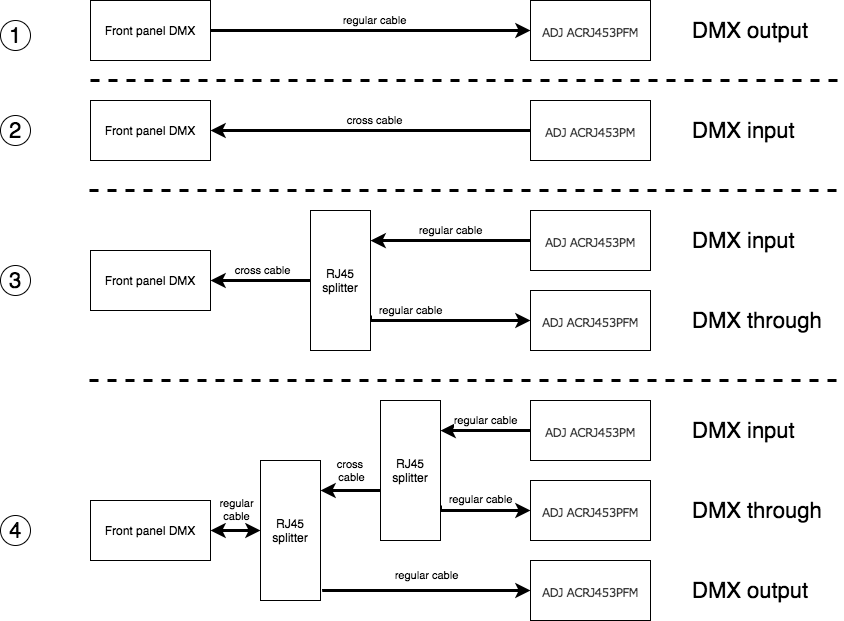 1
Front panel DMX
regular cable
ADJ ACRJ453PFM
DMX output
2
Front panel DMX
cross cable
ADJ ACRJ453PM
DMX input
3
Front panel DMX
cross cable
RJ45
splitter
regular cable
ADJ ACRJ453PM
DMX input
regular cable
ADJ ACRJ453PFM
DMX through
4
Front panel DMX
regular
cable
RJ45
splitter
cross
cable
RJ45
splitter
regular cable
ADJ ACRJ453PM
DMX input
regular cable
ADJ ACRJ453PFM
DMX through
regular cable
ADJ ACRJ453PFM
DMX output